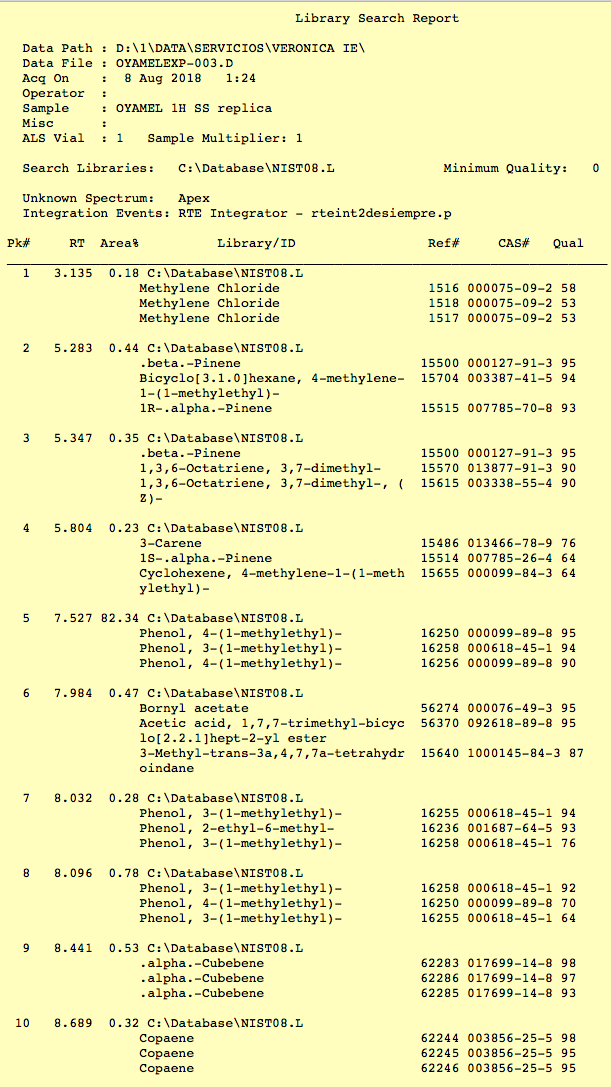 Library Search Report
Data Path : D:\1\DATA\SERVICIOS\VERONICA IE\
Data File : OYAMELEXP-003.D
Acq On    :  8 Aug 2018   1:24
Operator  :
Sample    : OYAMEL 1H SS replica
Misc      :
ALS Vial  : 1   Sample Multiplier: 1
Search Libraries:   C:\Database\NIST08.L   Minimum Quality:   0
Unknown Spectrum:   Apex
Integration Events: RTE Integrator - rteint2desiempre.p
Pk#     RT  Area%          Library/ID                 Ref#     CAS#   Qual
1   3.135  0.18 C:\Database\NIST08.L
Methylene Chloride   1516 000075-09-2 58
Methylene Chloride   1518 000075-09-2 53
Methylene Chloride   1517 000075-09-2 53
2   5.283  0.44 C:\Database\NIST08.L
.beta.-Pinene   15500 000127-91-3 95
Bicyclo[3.1.0]hexane, 4-methylene-   15704 003387-41-5 94
1-(1-methylethyl)-
1R-.alpha.-Pinene   15515 007785-70-8 93
3   5.347  0.35 C:\Database\NIST08.L
.beta.-Pinene   15500 000127-91-3 95
1,3,6-Octatriene, 3,7-dimethyl-   15570 013877-91-3 90
1,3,6-Octatriene, 3,7-dimethyl-, (   15615 003338-55-4 90
Z)-
4   5.804  0.23 C:\Database\NIST08.L
3-Carene   15486 013466-78-9 76
1S-.alpha.-Pinene   15514 007785-26-4 64
Cyclohexene, 4-methylene-1-(1-meth   15655 000099-84-3 64
ylethyl)-
5   7.527 82.34 C:\Database\NIST08.L
Phenol, 4-(1-methylethyl)-   16250 000099-89-8 95
Phenol, 3-(1-methylethyl)-   16258 000618-45-1 94
Phenol, 4-(1-methylethyl)-   16256 000099-89-8 90
6   7.984  0.47 C:\Database\NIST08.L
Bornyl acetate   56274 000076-49-3 95
Acetic acid, 1,7,7-trimethyl-bicyc   56370 092618-89-8 95
lo[2.2.1]hept-2-yl ester
3-Methyl-trans-3a,4,7,7a-tetrahydr   15640 1000145-84-3 87
oindane
7   8.032  0.28 C:\Database\NIST08.L
Phenol, 3-(1-methylethyl)-   16255 000618-45-1 94
Phenol, 2-ethyl-6-methyl-   16236 001687-64-5 93
Phenol, 3-(1-methylethyl)-   16258 000618-45-1 76
8   8.096  0.78 C:\Database\NIST08.L
Phenol, 3-(1-methylethyl)-   16258 000618-45-1 92
Phenol, 4-(1-methylethyl)-   16250 000099-89-8 70
Phenol, 3-(1-methylethyl)-   16255 000618-45-1 64
9   8.441  0.53 C:\Database\NIST08.L
.alpha.-Cubebene   62283 017699-14-8 98
.alpha.-Cubebene   62286 017699-14-8 97
.alpha.-Cubebene   62285 017699-14-8 93
10   8.689  0.32 C:\Database\NIST08.L
Copaene   62244 003856-25-5 98
Copaene   62245 003856-25-5 95
Copaene   62246 003856-25-5 95